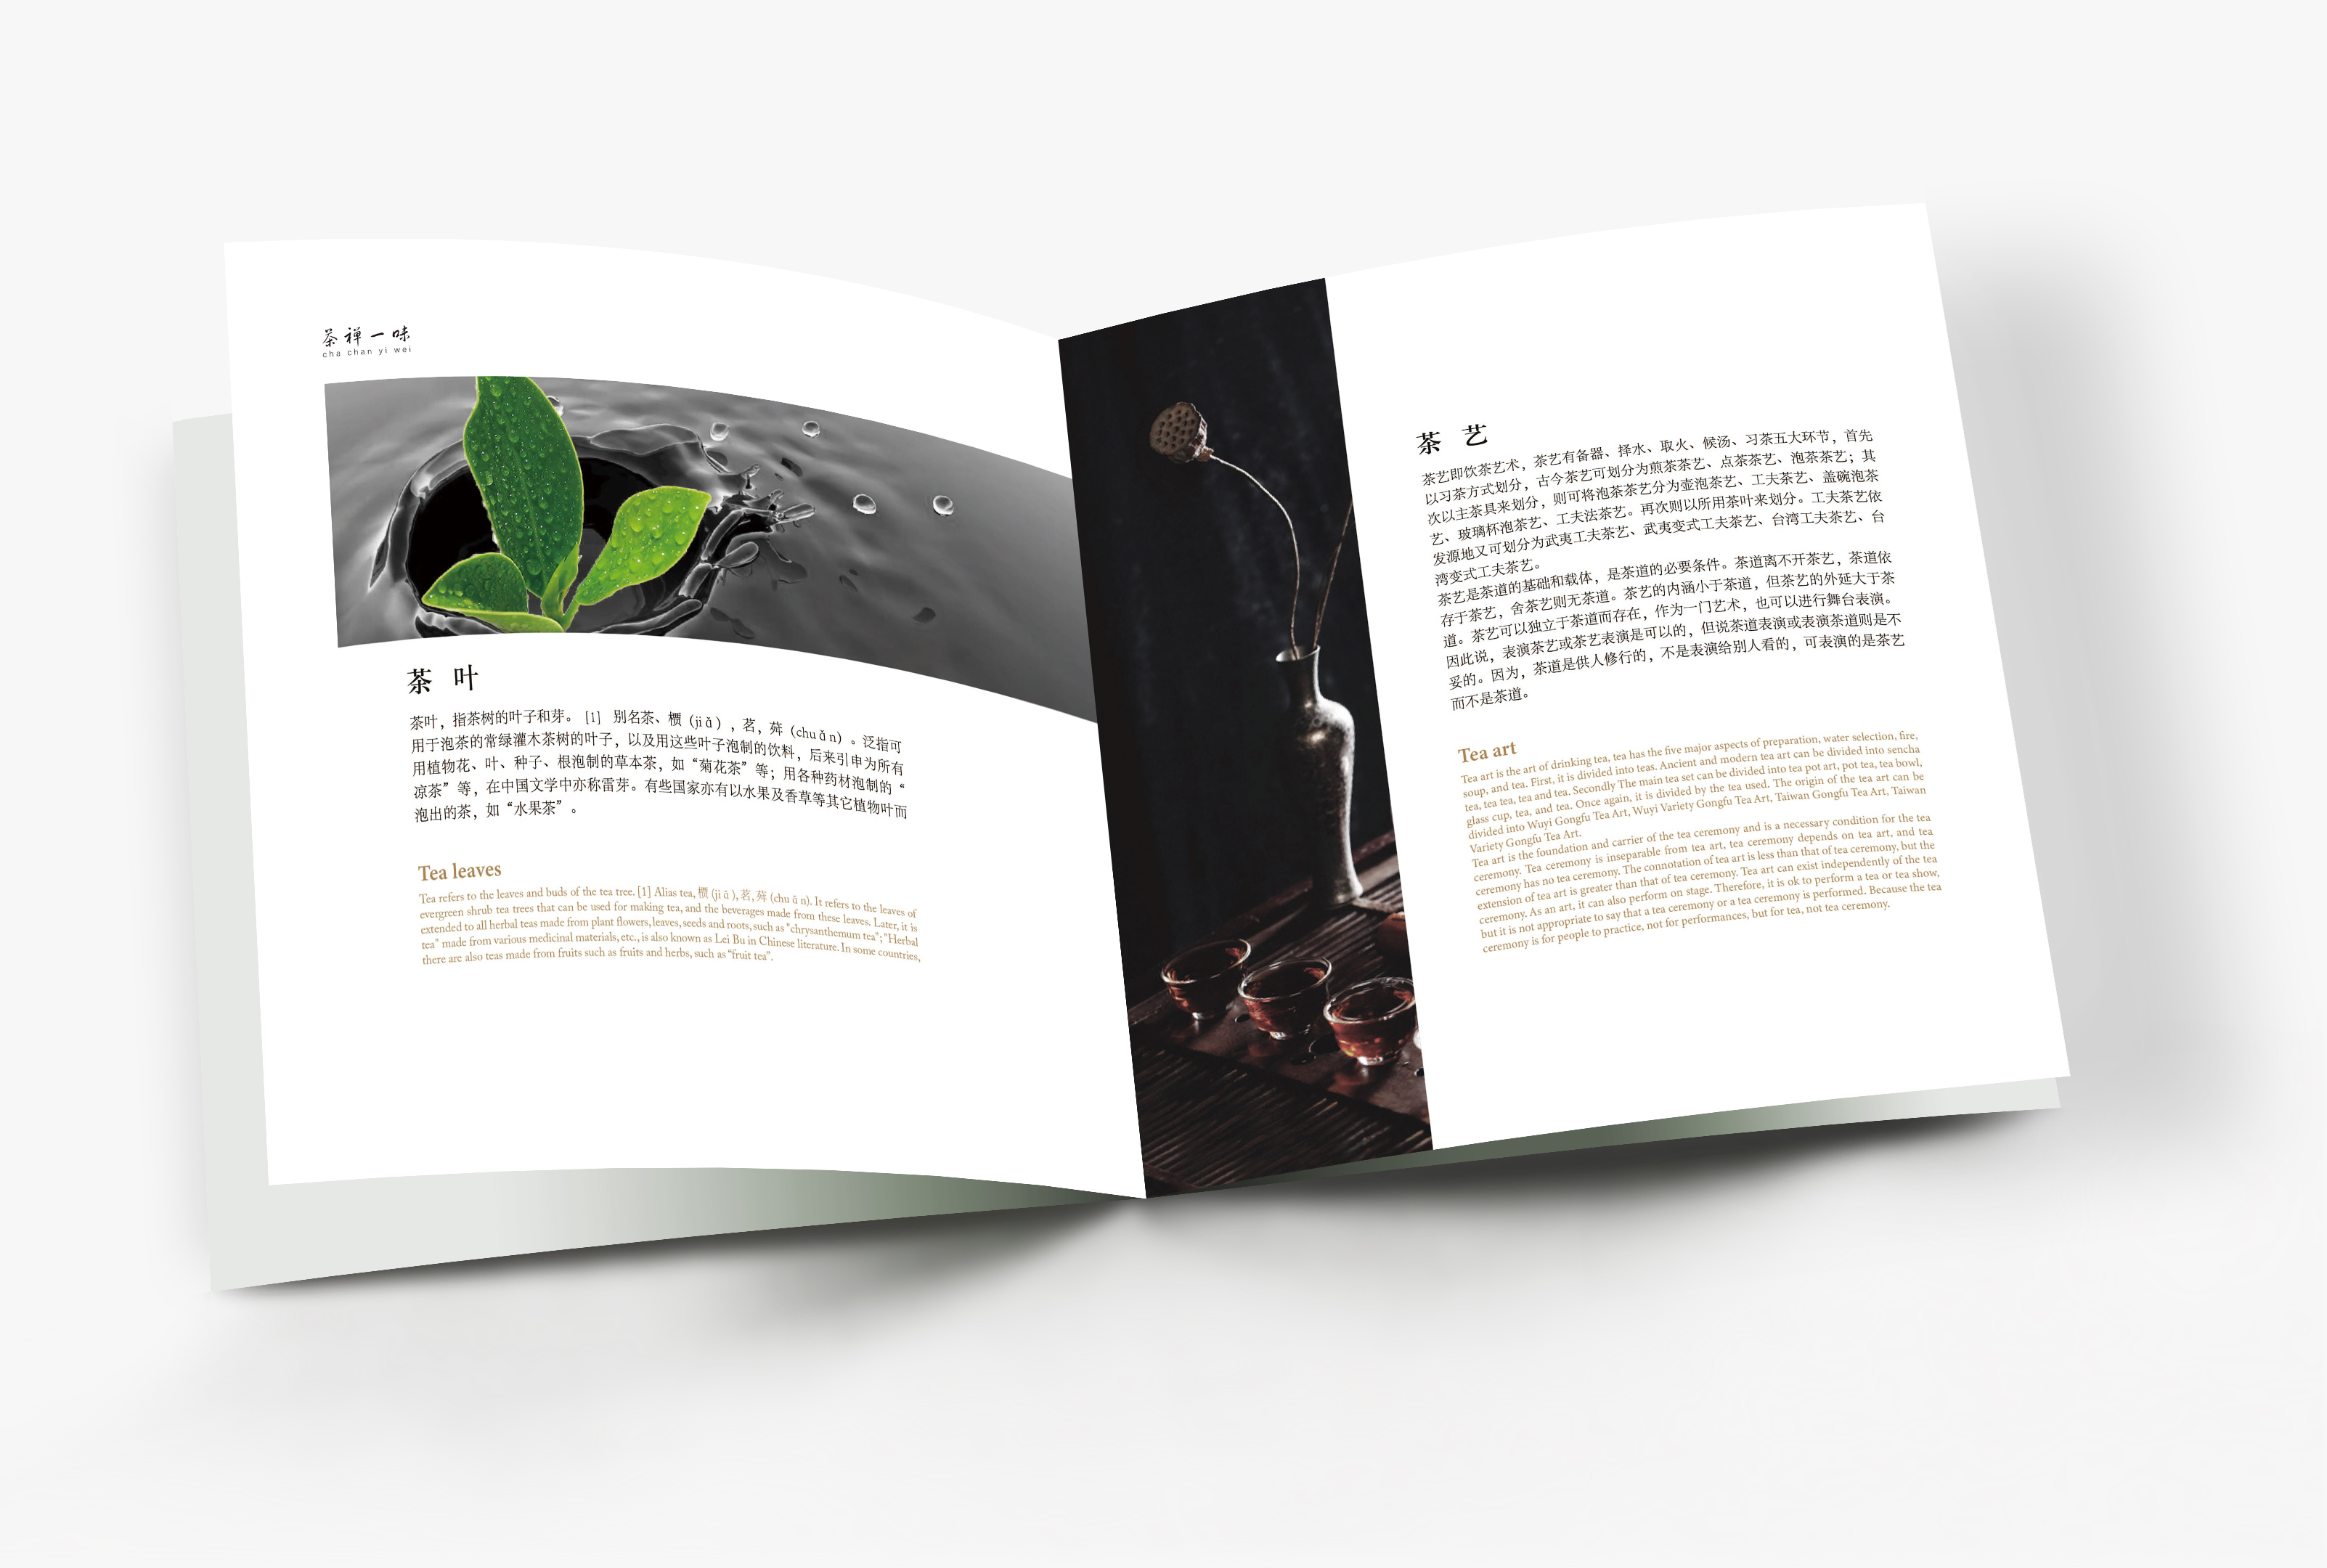 茶禅一味
cha chan yi wei
茶 叶
茶叶，指茶树的叶子和芽。 [1] 别名茶、槚（jiǎ），茗，荈（chuǎn）。泛指可
用于泡茶的常绿灌木茶树的叶子，以及用这些叶子泡制的饮料，后来引申为所有
用植物花、叶、种子、根泡制的草本茶，如“菊花茶”等；用各种药材泡制的“
凉茶”等，在中国文学中亦称雷芽。有些国家亦有以水果及香草等其它植物叶而
泡出的茶，如“水果茶”。
Tea leaves
Tea refers to the leaves and buds of the tea tree. [1] Alias tea, 槚 (jiǎ), 茗, 荈 (chuǎn). It refers to the leaves of
evergreen shrub tea trees that can be used for making tea, and the beverages made from these leaves. Later, it is
extended to all herbal teas made from plant flowers, leaves, seeds and roots, such as "chrysanthemum tea"; "Herbal
tea" made from various medicinal materials, etc., is also known as Lei Bu in Chinese literature. In some countries,
there are also teas made from fruits such as fruits and herbs, such as “fruit tea”.
茶 艺
茶艺即饮茶艺术，茶艺有备器、择水、取火、候汤、习茶五大环节，首先
以习茶方式划分，古今茶艺可划分为煎茶茶艺、点茶茶艺、泡茶茶艺；其
次以主茶具来划分，则可将泡茶茶艺分为壶泡茶艺、工夫茶艺、盖碗泡茶
艺、玻璃杯泡茶艺、工夫法茶艺。再次则以所用茶叶来划分。工夫茶艺依
发源地又可划分为武夷工夫茶艺、武夷变式工夫茶艺、台湾工夫茶艺、台
湾变式工夫茶艺。
茶艺是茶道的基础和载体，是茶道的必要条件。茶道离不开茶艺，茶道依
存于茶艺，舍茶艺则无茶道。茶艺的内涵小于茶道，但茶艺的外延大于茶
道。茶艺可以独立于茶道而存在，作为一门艺术，也可以进行舞台表演。
因此说，表演茶艺或茶艺表演是可以的，但说茶道表演或表演茶道则是不
妥的。因为，茶道是供人修行的，不是表演给别人看的，可表演的是茶艺
而不是茶道。
Tea art
Tea art is the art of drinking tea, tea has the five major aspects of preparation, water selection, fire,
soup, and tea. First, it is divided into teas. Ancient and modern tea art can be divided into sencha
tea, tea tea, tea and tea. Secondly The main tea set can be divided into tea pot art, pot tea, tea bowl,
glass cup, tea, and tea. Once again, it is divided by the tea used. The origin of the tea art can be
divided into Wuyi Gongfu Tea Art, Wuyi Variety Gongfu Tea Art, Taiwan Gongfu Tea Art, Taiwan
Variety Gongfu Tea Art.
Tea art is the foundation and carrier of the tea ceremony and is a necessary condition for the tea
ceremony. Tea ceremony is inseparable from tea art, tea ceremony depends on tea art, and tea
ceremony has no tea ceremony. The connotation of tea art is less than that of tea ceremony, but the
extension of tea art is greater than that of tea ceremony. Tea art can exist independently of the tea
ceremony. As an art, it can also perform on stage. Therefore, it is ok to perform a tea or tea show,
but it is not appropriate to say that a tea ceremony or a tea ceremony is performed. Because the tea
ceremony is for people to practice, not for performances, but for tea, not tea ceremony.